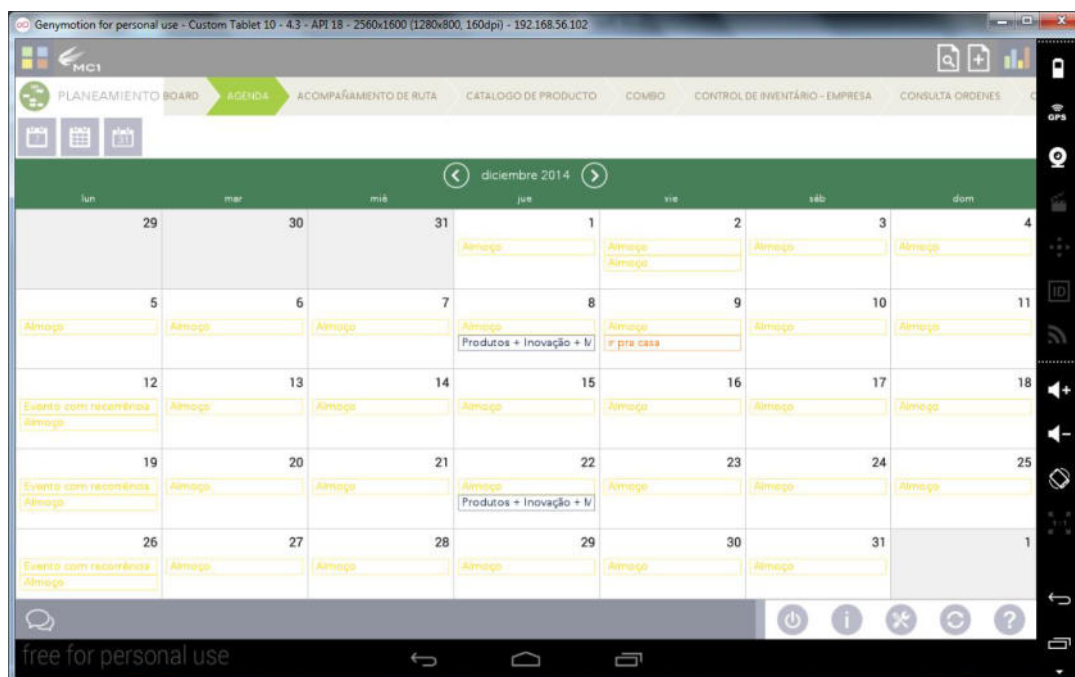 Genymotion for personal use - Custom Tablet 10 - 4.3 - API 18 - 2560x1600 (1280x800, 160dpi) - 192.168.56.102
MC1
PLANEAMIENTO BOARD AGENDA ACOMPAÑAMIENTO DE RUTA CATALOGO DE PRODUCTO COMBO CONTROL DE INVENTÁRIO - EMPRESA CONSULTA ORDENES C
GPS
7 31
diciembre 2014
lun mar mié jue vie sáb dom
29 30 31 1 2 3 4
Almoço Almoço Almoço Almoço
Almoço
ID
5 6 7 8 9 10 11
Almoço Almoço Almoço Almoço Almoço Almoço Almoço
Produtos + Inovação + M Ir pra casa
12 13 14 15 16 17 18
Evento com recorrência Almoço Almoço Almoço Almoço Almoço Almoço
Almoço
19 20 21 22 23 24 25
Evento com recorrência Almoço Almoço Almoço Almoço Almoço Almoço
Almoço Produtos + Inovação + M
1:1
26 27 28 29 30 31 1
Evento com recorrência Almoço Almoço Almoço Almoço Almoço
Almoço
free for personal use